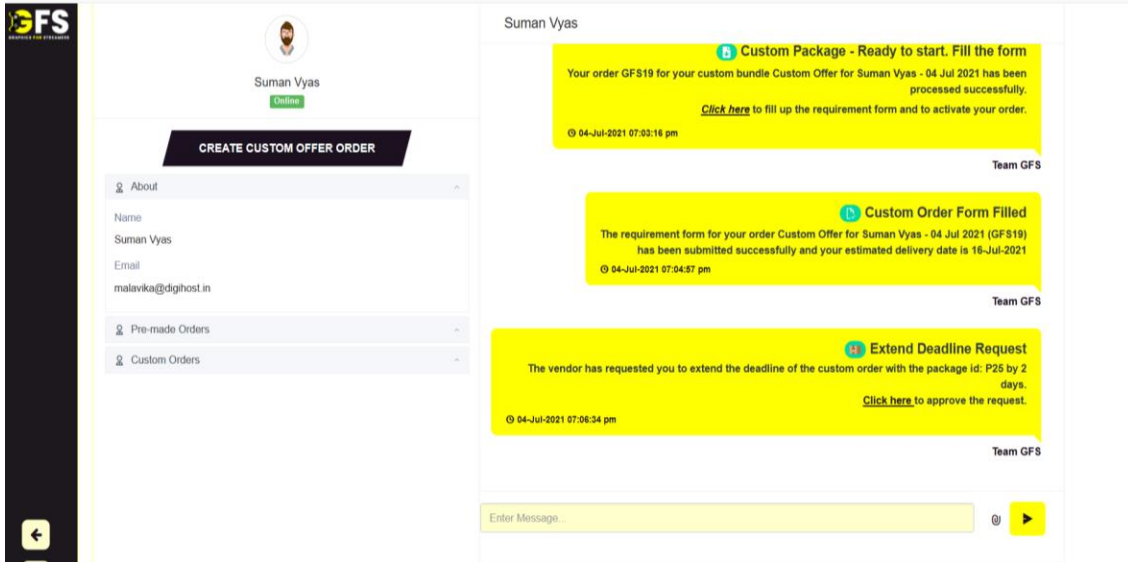 GFS
GRAPHICS FOR STREAMERS
Suman Vyas
Online
CREATE CUSTOM OFFER ORDER
About
Name
Suman Vyas
Email
malavika@digihost.in
Pre-made Orders
Custom Orders
Suman Vyas
Custom Package - Ready to start. Fill the form
Your order GFS19 for your custom bundle Custom Offer for Suman Vyas - 04 Jul 2021 has been
processed successfully.
Click here to fill up the requirement form and to activate your order.
04-Jul-2021 07:03:16 pm
Team GFS
Custom Order Form Filled
The requirement form for your order Custom Offer for Suman Vyas - 04 Jul 2021 (GFS19)
has been submitted successfully and your estimated delivery date is 16-Jul-2021
04-Jul-2021 07:04:57 pm
Team GFS
Extend Deadline Request
The vendor has requested you to extend the deadline of the custom order with the package id: P25 by 2
days.
Click here to approve the request.
04-Jul-2021 07:06:34 pm
Team GFS
Enter Message...